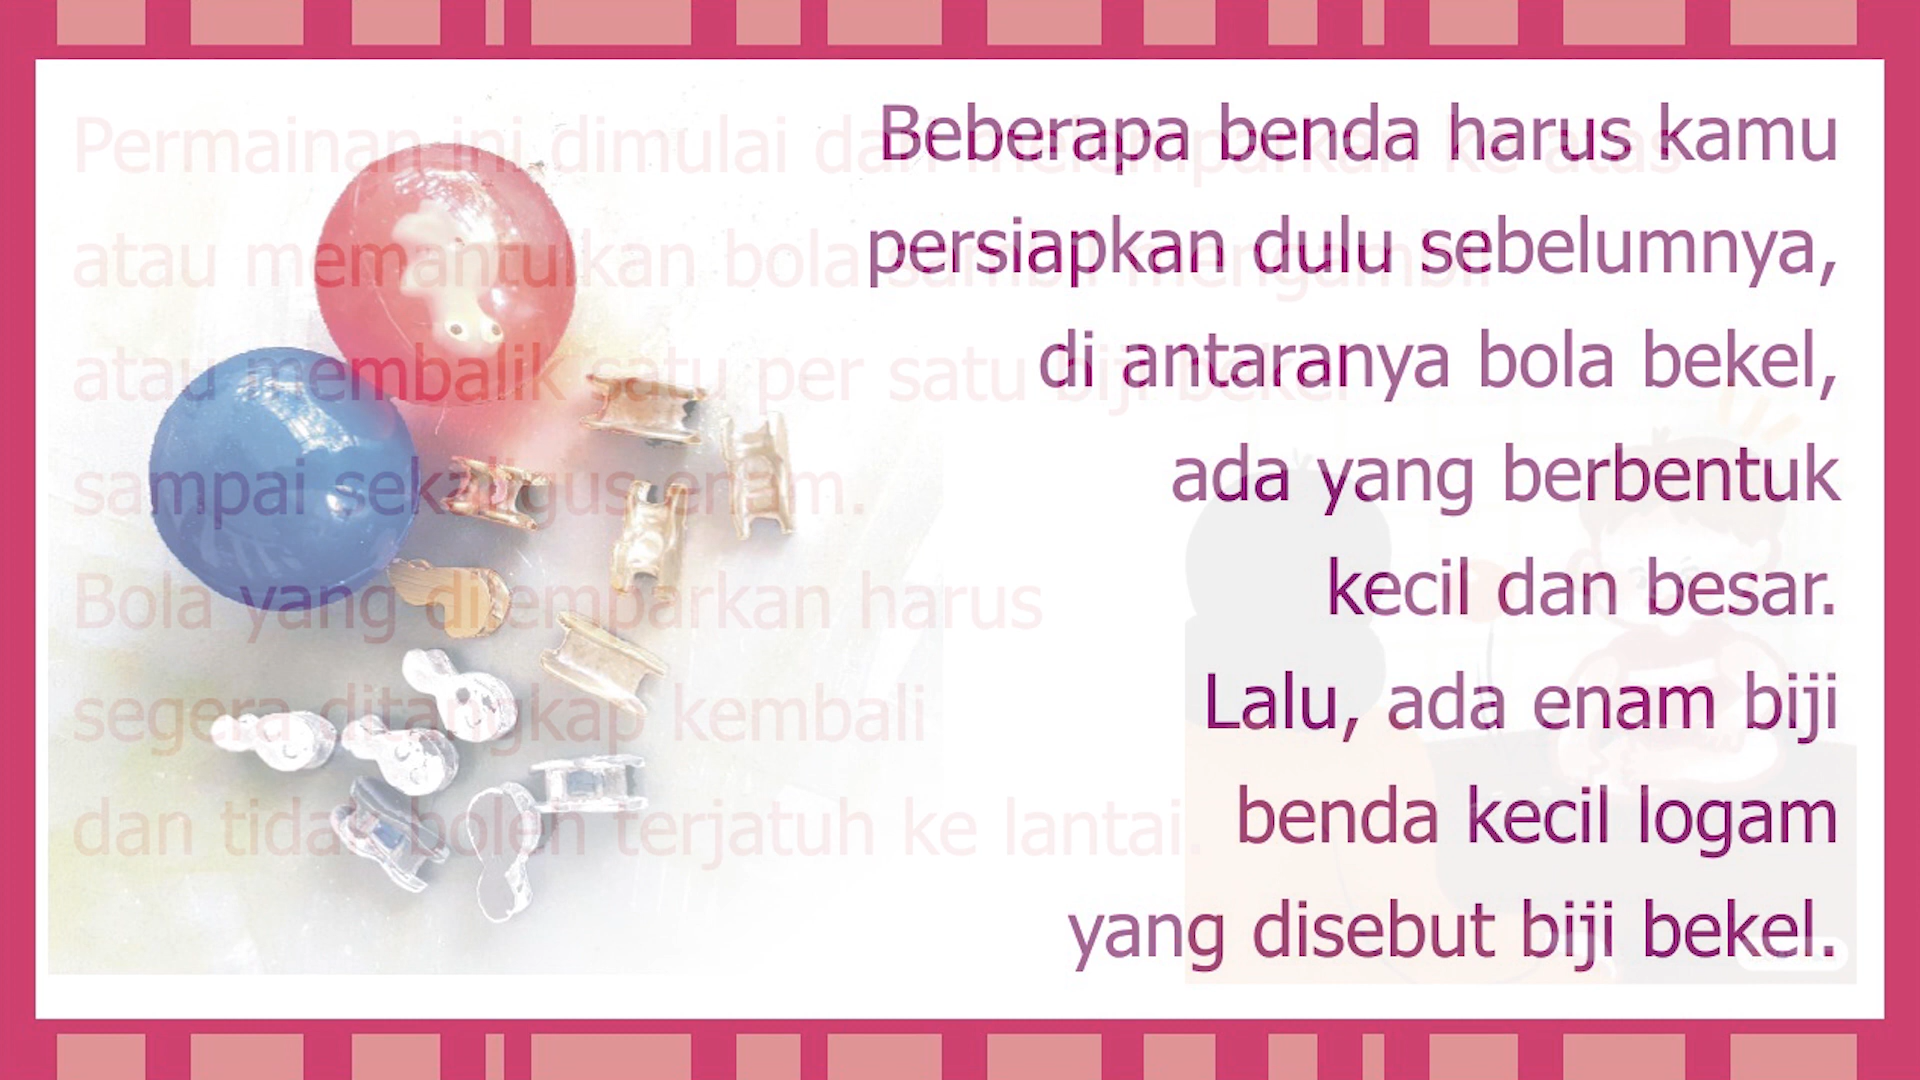 Beberapa benda harus kamu
persiapkan dulu sebelumnya,
di antaranya bola bekel,
ada yang berbentuk
kecil dan besar.
Lalu, ada enam biji
benda kecil logam
yang disebut biji bekel.
Permainan ini dimulai dari melemparkan ke atas
atau memantulkan bola sambil mengambil
atau membalik satu per satu biji bekel
sampai sekaligus enam.
Bola yang dilemparkan harus
segera ditangkap kembali
dan tidak boleh terjatuh ke lantai.